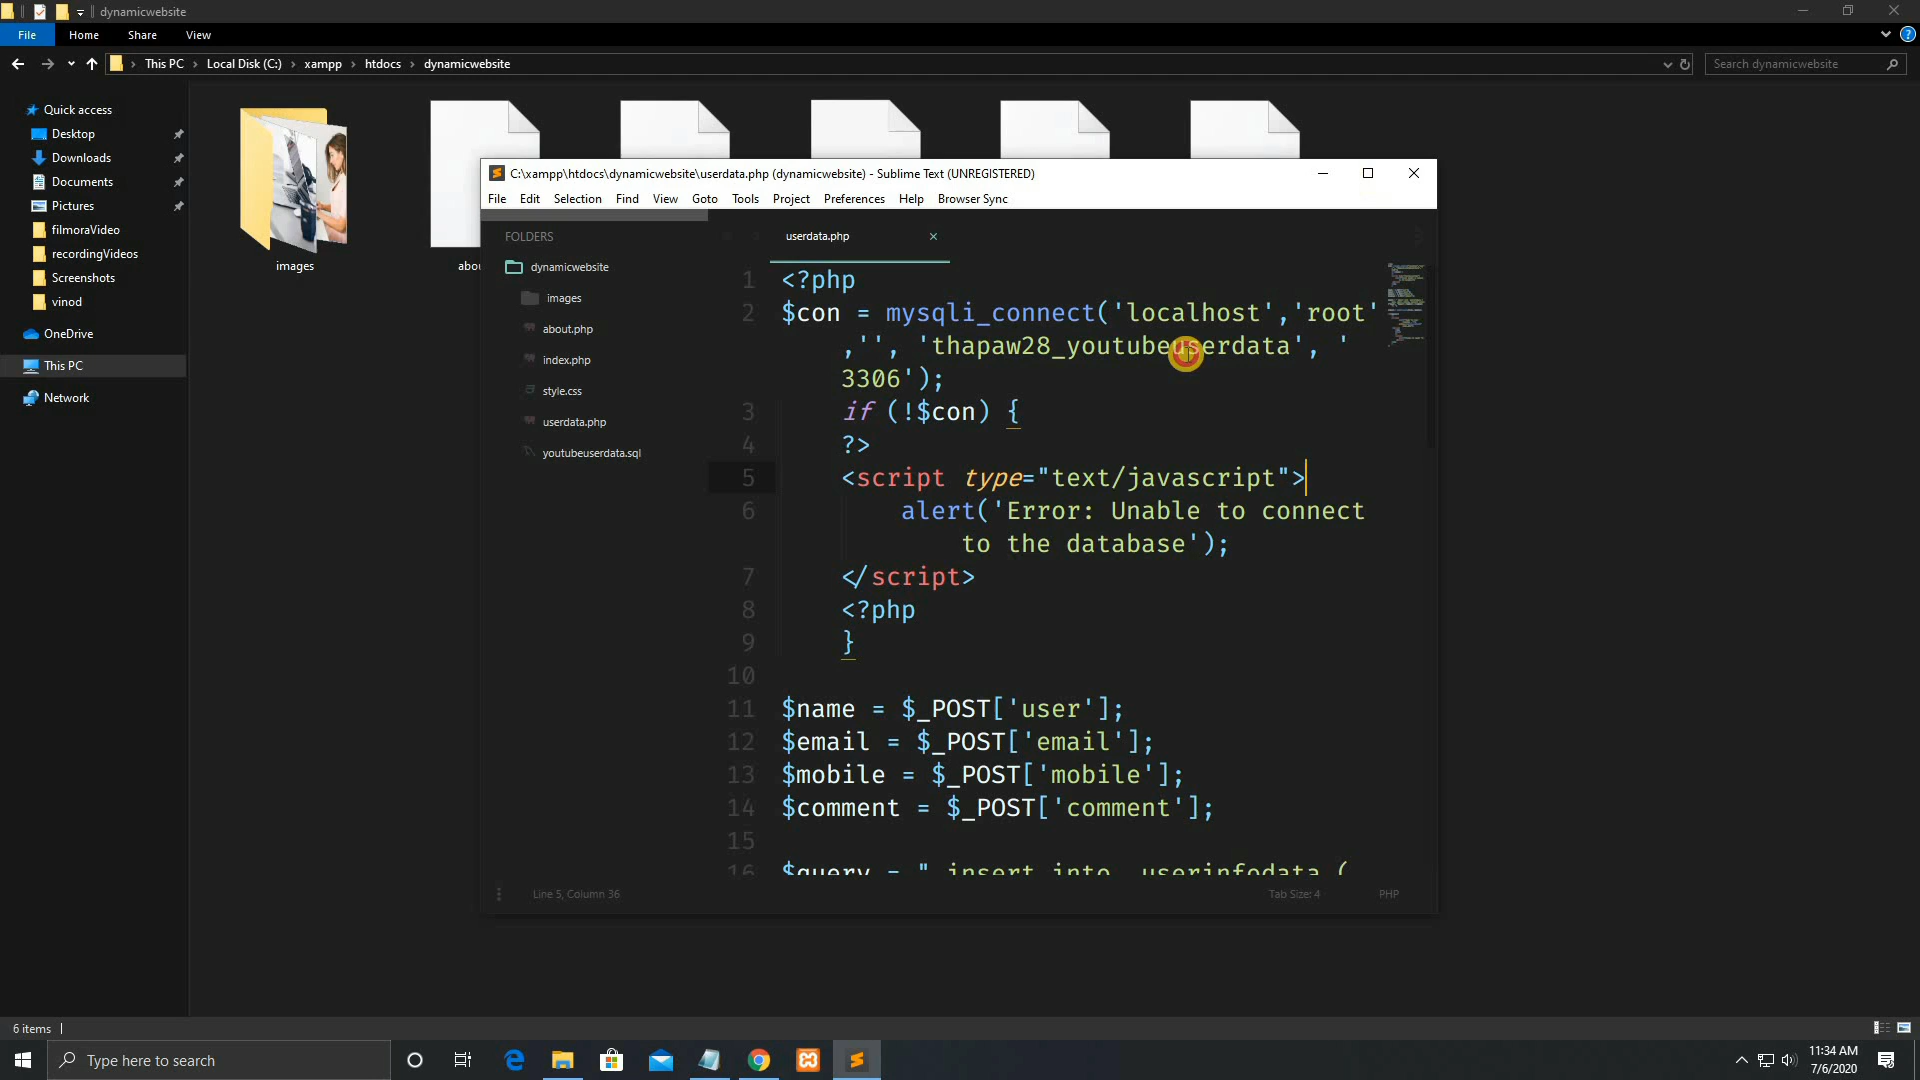 dynamicwebsite
File Home Share View
This PC Local Disk (C:) xampp htdocs dynamicwebsite
Search dynamicwebsite
Quick access
Desktop
Downloads
Documents
Pictures
filmoraVideo
recordingVideos
Screenshots
vinod
OneDrive
This PC
Network
images
abou
C:\xampp\htdocs\dynamicwebsite\userdata.php (dynamicwebsite) - Sublime Text (UNREGISTERED)
File Edit Selection Find View Goto Tools Project Preferences Help Browser Sync
FOLDERS
dynamicwebsite
images
about.php
index.php
style.css
userdata.php
youtubeuserdata.sql
userdata.php
1 <?php
2 $con = mysqli_connect('localhost','root'
,'', 'thapaw28_youtubeuserdata', '
3306');
3 if (!$con) {
4 ?>
5 <script type="text/javascript">
6 alert('Error: Unable to connect
to the database');
7 </script>
8 <?php
9 }
10
11 $name = $_POST['user'];
12 $email = $_POST['email'];
13 $mobile = $_POST['mobile'];
14 $comment = $_POST['comment'];
15
16 $query = " insert into userinfodata (
Line 5, Column 36
Tab Size: 4
PHP
6 items
Type here to search
11:34 AM
7/6/2020